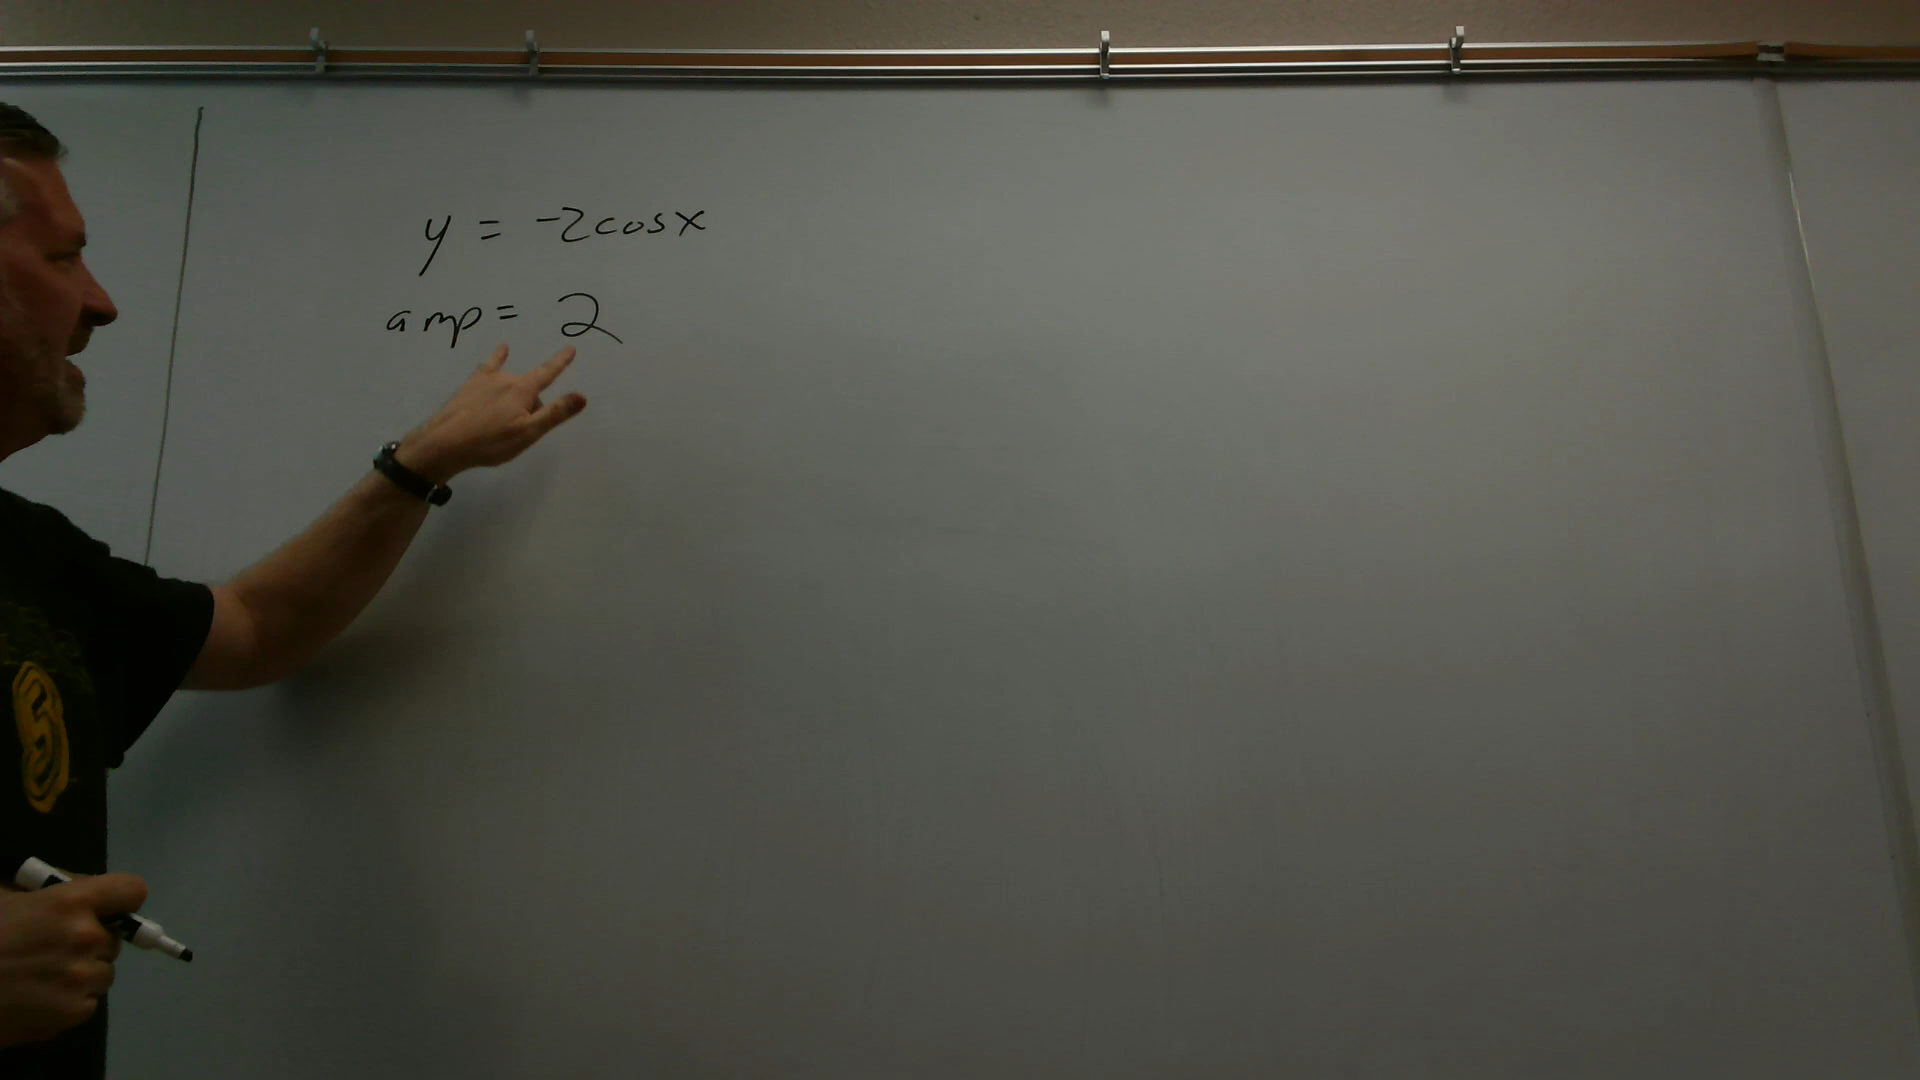 y = -2cosx
amp = 2